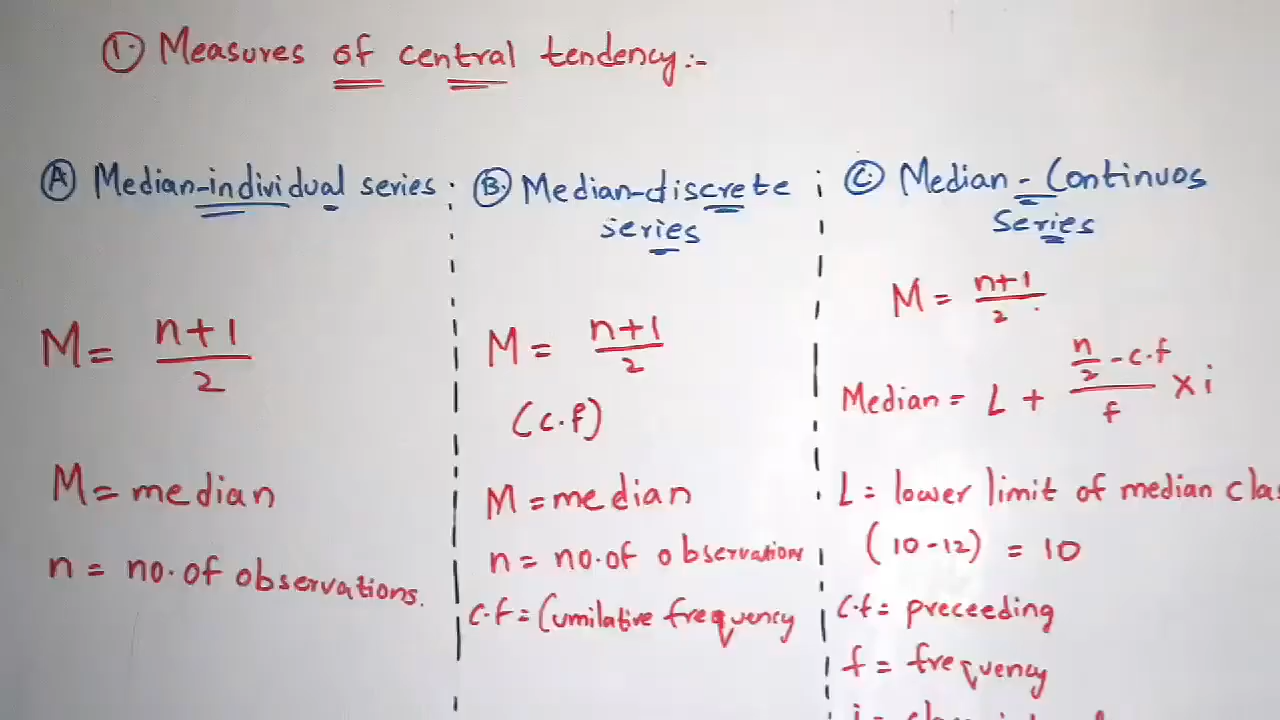 1. Measures of central tendency:-
A Median-individual series.
M = n+1/2
M = median
n = no. of observations.
B. Median-discrete
series
M = n+1/2
(c.f)
M = median
n = no. of observation
c.f = Cumilative frequency
C. Median - Continuos
Series
M = n+1/2.
Median = L + n/2 - c.f/f × i
L = lower limit of median clas
(10-12) = 10
c.f = preceeding
f = frequency